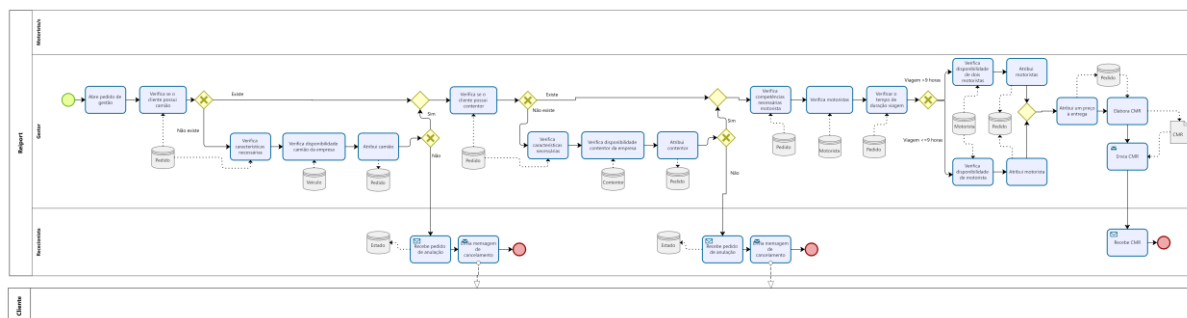 Reiport
Motorista/s
Gestor
Rececionista
Cliente
Abre pedido de
gestão
Verifica se o
cliente possui
camião
Existe
Não existe
Pedido
Verifica
características
necessárias
Verifica disponibilidade
camião da empresa
Veículo
Atribui camião
Pedido
Sim
Não
Estado
Recebe pedido
de anulação
mensagem
de
cancelamento
Verifica se o
cliente possui
contentor
Existe
Não existe
Pedido
Verifica
características
necessárias
Verifica disponibilidade
contentor da empresa
Contentor
Atribui
contentor
Pedido
Sim
Não
Estado
Recebe pedido
de anulação
mensagem
de
cancelamento
Verifica
competências
necessárias
motorista
Pedido
Verifica motoristas
Motorista
Verificar o
tempo de
duração viagem
Pedido
Viagem >9 horas
Viagem <=9 horas
Verifica
disponibilidade
de dois
motoristas
Atribui
motoristas
Motorista
Pedido
Verifica
disponibilidade
de motorista
Atribui motorista
Pedido
Atribui um preço
à entrega
Elabora CMR
CMR
Envia CMR
Recebe CMR